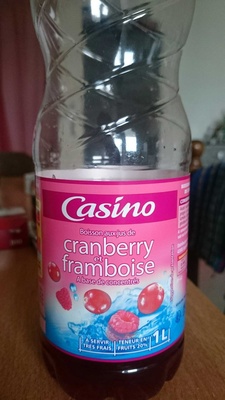 Casino
Boisson aux jus de
cranberry
et
framboise
À base de concentrés
À SERVIR
TRÈS FRAIS
TENEUR EN
FRUITS 20%
1L